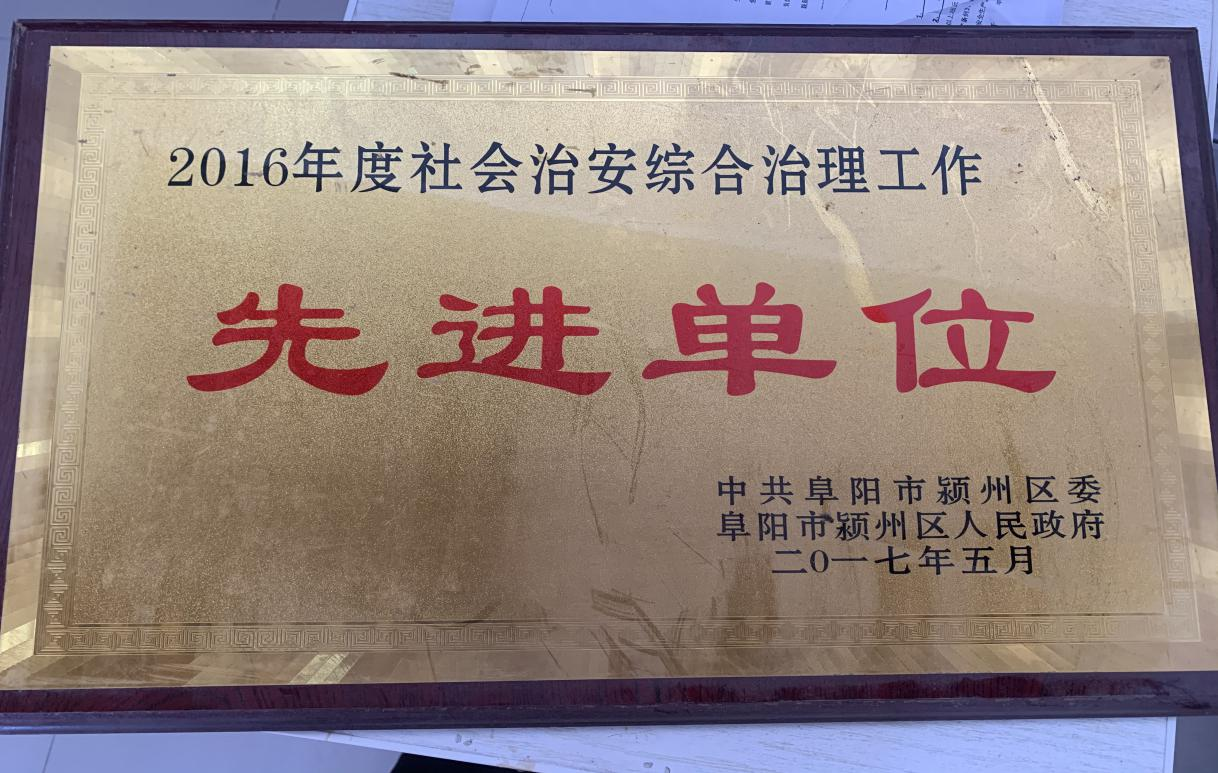 2016年度社会治安综合治理工作
先进单位
中共阜阳市颍州区委
阜阳市颍州区人民政府
二〇一七年五月